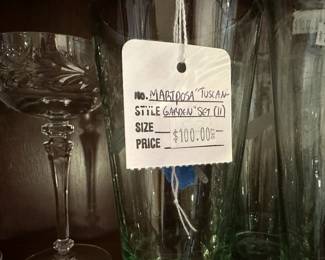 no. MARIPOSA "TUSCAN
STYLE GARDEN" SET (11)
SIZE
PRICE $100.00